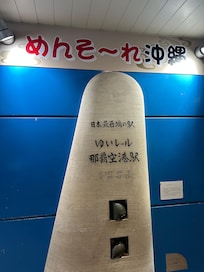 めんそ～れ沖縄
日本最西端の駅
ゆいレール
那覇空港駅